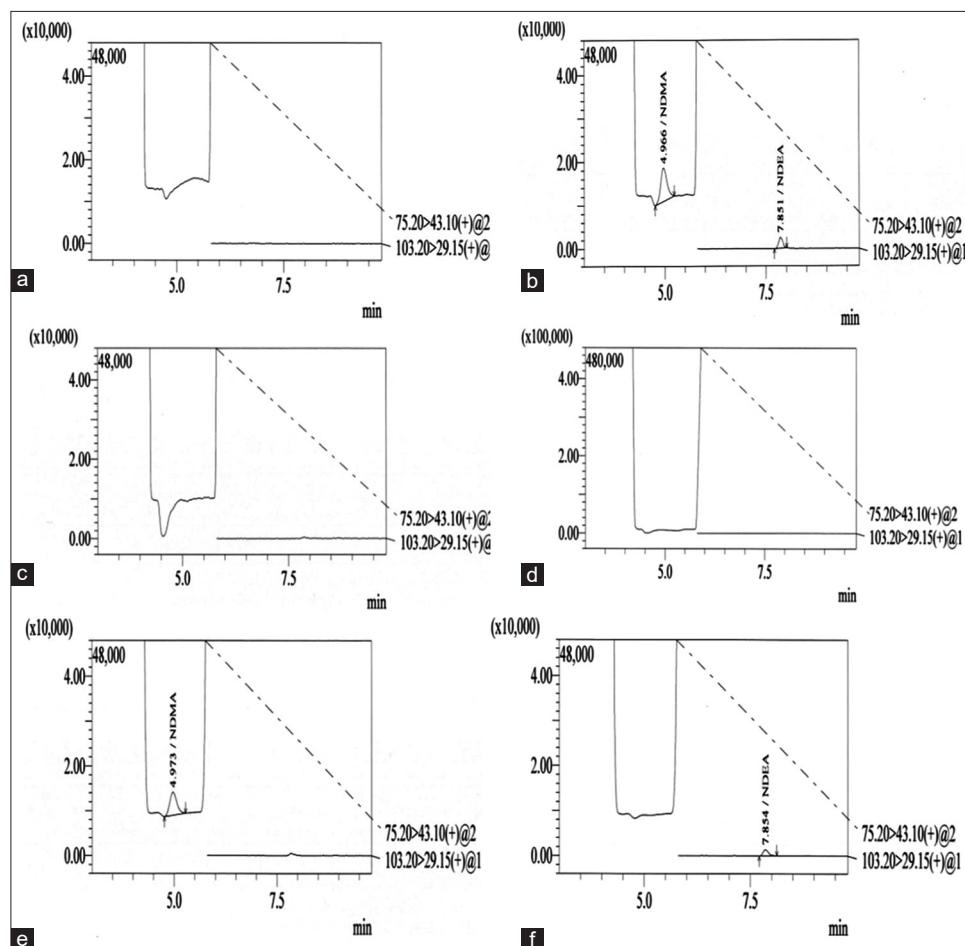 (x10,000)
48,000
4.00
2.00
0.00
75.20>43.10(+)@2
103.20>29.15(+)@
5.0 7.5
min
a
(x10,000)
48,000
4.00
2.00
0.00
4.966 / NDMA
7.851 / NDEA
75.20>43.10(+)@2
103.20>29.15(+)@1
5.0 7.5
min
b
(x10,000)
48,000
4.00
2.00
0.00
75.20>43.10(+)@2
103.20>29.15(+)@
5.0 7.5
min
c
(x100,000)
480,000
4.00
2.00
0.00
75.20>43.10(+)@2
103.20>29.15(+)@1
5.0 7.5
min
d
(x10,000)
48,000
4.00
2.00
0.00
4.973 / NDMA
75.20>43.10(+)@2
103.20>29.15(+)@1
5.0 7.5
min
e
(x10,000)
48,000
4.00
2.00
0.00
7.854 / NDEA
75.20>43.10(+)@2
103.20>29.15(+)@1
5.0 7.5
min
f